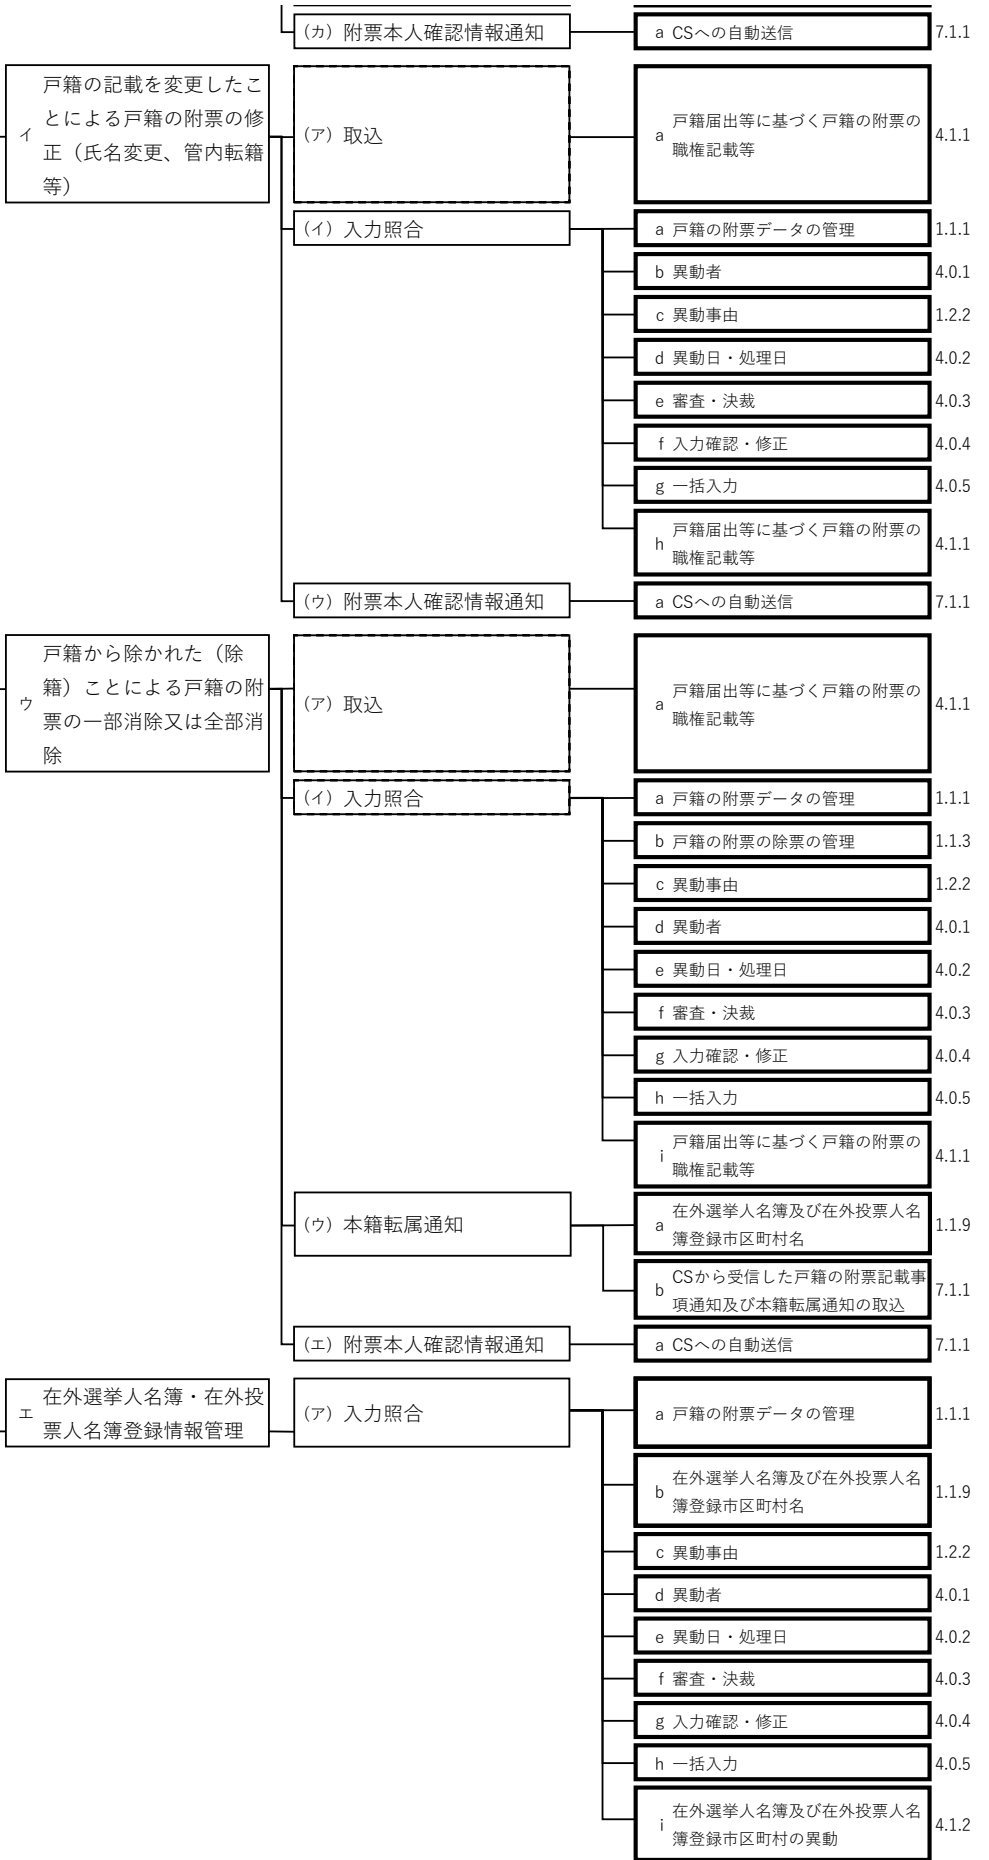 (カ) 附票本人確認情報通知
a CSへの自動送信
7.1.1
イ
戸籍の記載を変更したこ
とによる戸籍の附票の修
正（氏名変更、管内転籍
等）
(ア) 取込
a
戸籍届出等に基づく戸籍の附票の
職権記載等
4.1.1
(イ) 入力照合
a 戸籍の附票データの管理
1.1.1
b 異動者
4.0.1
c 異動事由
1.2.2
d 異動日・処理日
4.0.2
e 審査・決裁
4.0.3
f 入力確認・修正
4.0.4
g 一括入力
4.0.5
h
戸籍届出等に基づく戸籍の附票の
職権記載等
4.1.1
(ウ) 附票本人確認情報通知
a CSへの自動送信
7.1.1
ウ
戸籍から除かれた（除
籍）ことによる戸籍の附
票の一部消除又は全部消
除
(ア) 取込
a
戸籍届出等に基づく戸籍の附票の
職権記載等
4.1.1
(イ) 入力照合
a 戸籍の附票データの管理
1.1.1
b 戸籍の附票の除票の管理
1.1.3
c 異動事由
1.2.2
d 異動者
4.0.1
e 異動日・処理日
4.0.2
f 審査・決裁
4.0.3
g 入力確認・修正
4.0.4
h 一括入力
4.0.5
i
戸籍届出等に基づく戸籍の附票の
職権記載等
4.1.1
(ウ) 本籍転属通知
a
在外選挙人名簿及び在外投票人名
簿登録市区町村名
1.1.9
b
CSから受信した戸籍の附票記載事
項通知及び本籍転属通知の取込
7.1.1
(エ) 附票本人確認情報通知
a CSへの自動送信
7.1.1
エ
在外選挙人名簿・在外投
票人名簿登録情報管理
(ア) 入力照合
a 戸籍の附票データの管理
1.1.1
b
在外選挙人名簿及び在外投票人名
簿登録市区町村名
1.1.9
c 異動事由
1.2.2
d 異動者
4.0.1
e 異動日・処理日
4.0.2
f 審査・決裁
4.0.3
g 入力確認・修正
4.0.4
h 一括入力
4.0.5
i
在外選挙人名簿及び在外投票人名
簿登録市区町村の異動
4.1.2